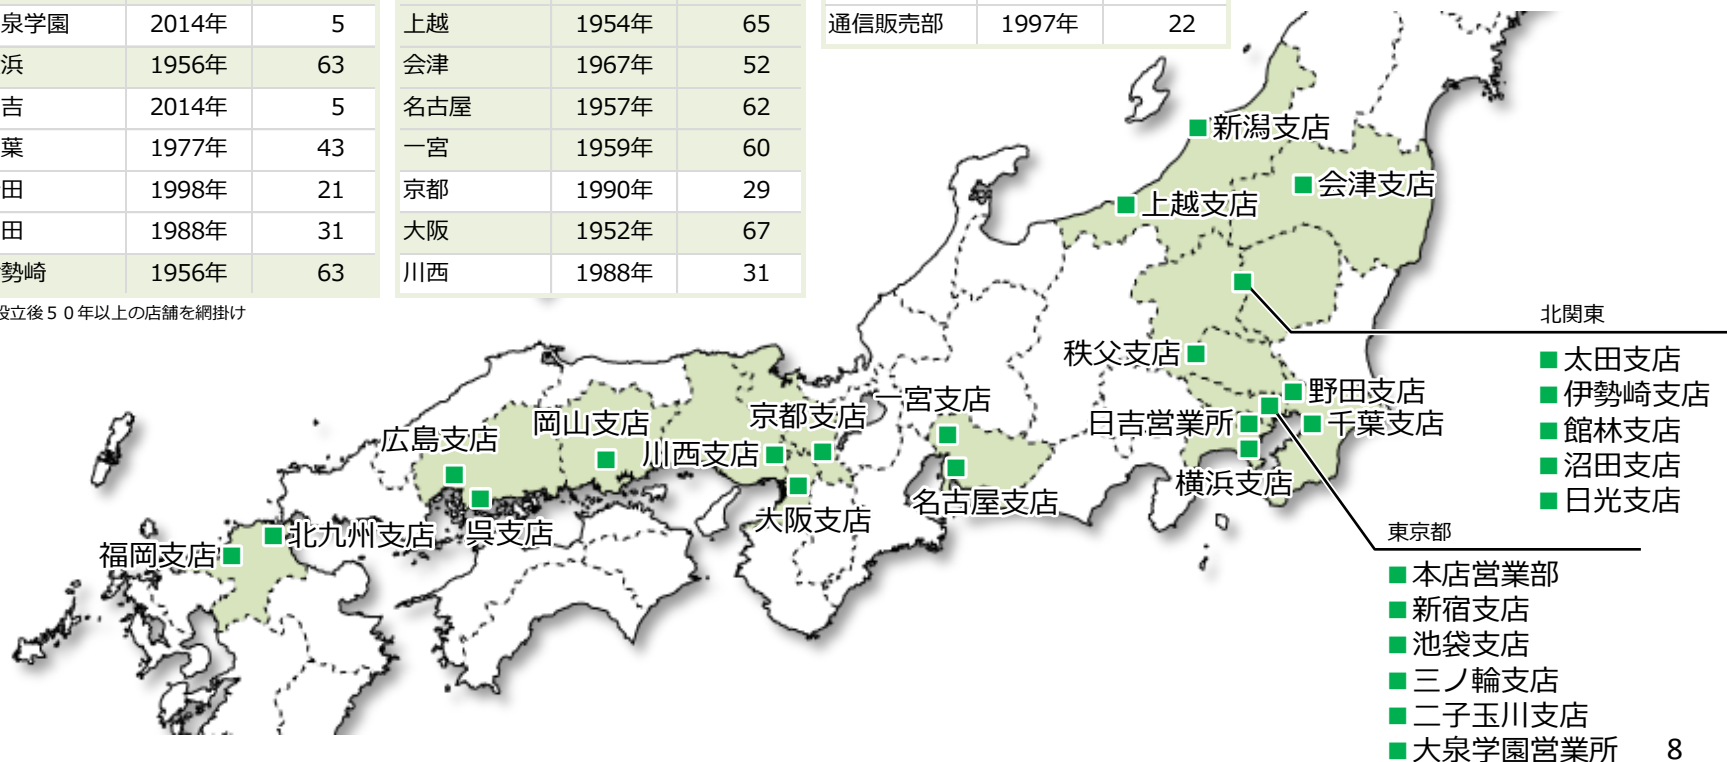 泉学園 2014年 5
浜 1956年 63
吉 2014年 5
葉 1977年 43
田 1998年 21
田 1988年 31
勢崎 1956年 63
設立後５０年以上の店舗を網掛け
上越 1954年 65
会津 1967年 52
名古屋 1957年 62
一宮 1959年 60
京都 1990年 29
大阪 1952年 67
川西 1988年 31
通信販売部 1997年 22
新潟支店
会津支店
上越支店
秩父支店
野田支店
日吉営業所
千葉支店
横浜支店
一宮支店
名古屋支店
京都支店
川西支店
大阪支店
岡山支店
広島支店
呉支店
北九州支店
福岡支店
北関東
太田支店
伊勢崎支店
館林支店
沼田支店
日光支店
東京都
本店営業部
新宿支店
池袋支店
三ノ輪支店
二子玉川支店
大泉学園営業所
8